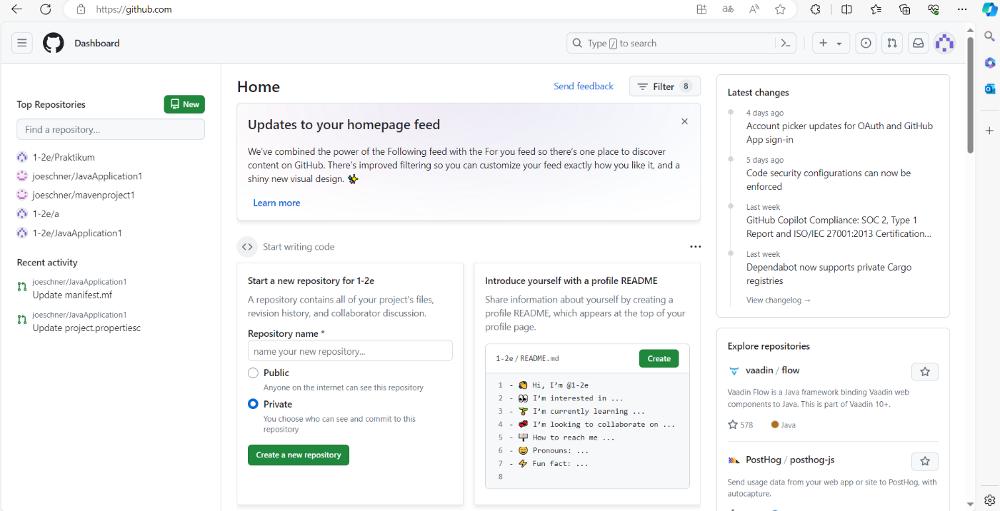 https://github.com
Dashboard
Type / to search
Top Repositories
New
Find a repository...
1-2e/Praktikum
joeschner/JavaApplication1
joeschner/mavenproject1
1-2e/a
1-2e/JavaApplication1
Recent activity
joeschner/JavaApplication1
Update manifest.mf
joeschner/JavaApplication1
Update project.propertiesc
Home
Send feedback
Filter 8
Updates to your homepage feed
We've combined the power of the Following feed with the For you feed so there's one place to discover
content on GitHub. There's improved filtering so you can customize your feed exactly how you like it, and a
shiny new visual design. ✨
Learn more
Start writing code
Start a new repository for 1-2e
A repository contains all of your project's files,
revision history, and collaborator discussion.
Repository name *
name your new repository...
Public
Anyone on the internet can see this repository
Private
You choose who can see and commit to this
repository
Create a new repository
Introduce yourself with a profile README
Share information about yourself by creating a
profile README, which appears at the top of your
profile page.
1-2e / README.md
Create
1 - 👋 Hi, I'm @1-2e
2 - 👀 I'm interested in ...
3 - 🌱 I'm currently learning ...
4 - 💞️ I'm looking to collaborate on ...
5 - 📫 How to reach me ...
6 - 😄 Pronouns: ...
7 - ⚡ Fun fact: ...
8
Latest changes
4 days ago
Account picker updates for OAuth and GitHub
App sign-in
5 days ago
Code security configurations can now be
enforced
Last week
GitHub Copilot Compliance: SOC 2, Type 1
Report and ISO/IEC 27001:2013 Certification...
Last week
Dependabot now supports private Cargo
registries
View changelog →
Explore repositories
vaadin / flow
Vaadin Flow is a Java framework binding Vaadin web
components to Java. This is part of Vaadin 10+.
578
Java
PostHog / posthog-js
Send usage data from your web app or site to PostHog, with
autocapture.